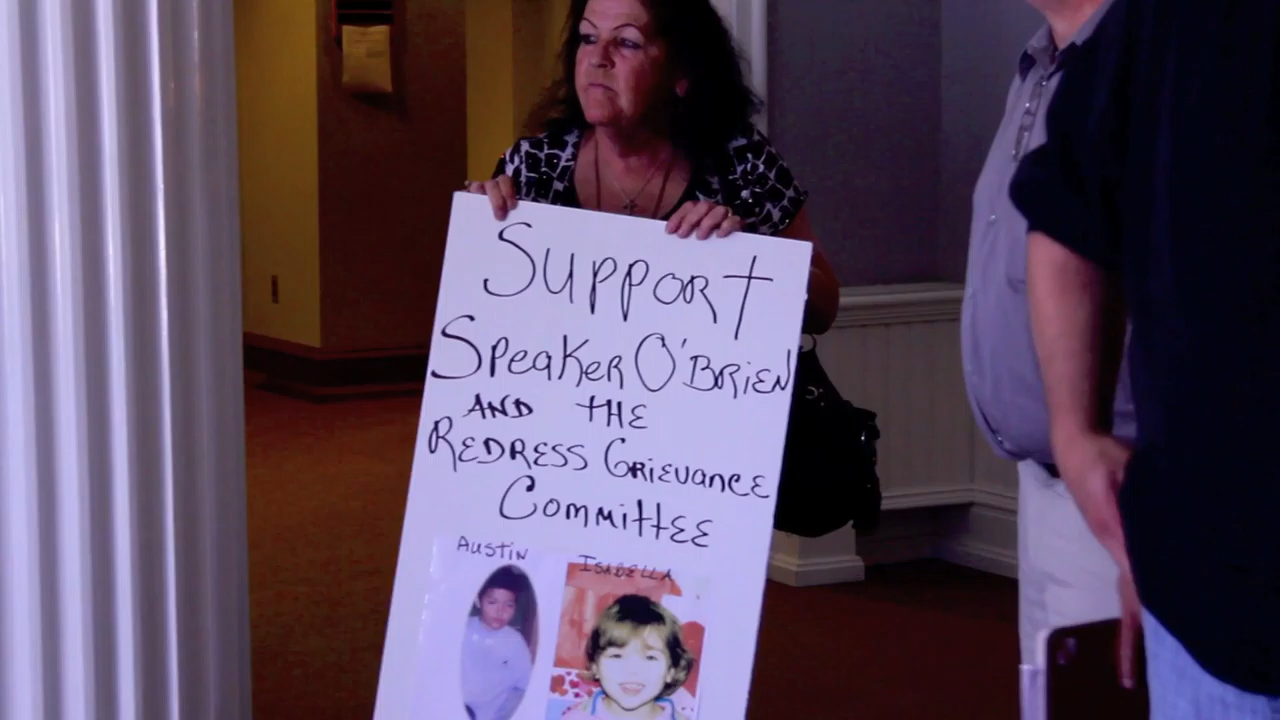 Support
Speaker O'Brien
AND THE
REDRESS GRIEVANCE
COMMITTEE
AUSTIN
ISABELLA